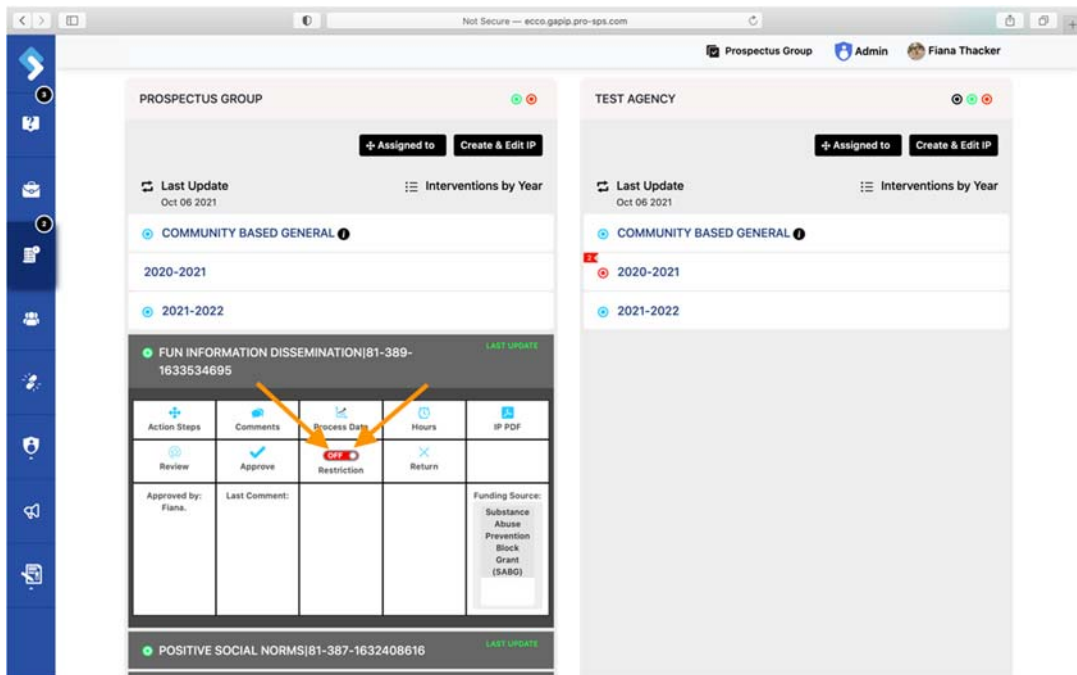 Not Secure — ecco.gapip.pro-sps.com
Prospectus Group
Admin
Fiana Thacker
3
2
PROSPECTUS GROUP
Assigned to
Create & Edit IP
Last Update
Interventions by Year
Oct 06 2021
COMMUNITY BASED GENERAL
2020-2021
2021-2022
FUN INFORMATION DISSEMINATION|81-389-
1633534695
LAST UPDATE
Action Steps
Comments
Process Data
Hours
IP PDF
Review
Approve
OFF
Restriction
Return
Approved by:
Fiana.
Last Comment:
Funding Source:
Substance
Abuse
Prevention
Block
Grant
(SABG)
POSITIVE SOCIAL NORMS|81-387-1632408616
LAST UPDATE
TEST AGENCY
Assigned to
Create & Edit IP
Last Update
Interventions by Year
Oct 06 2021
COMMUNITY BASED GENERAL
2
2020-2021
2021-2022